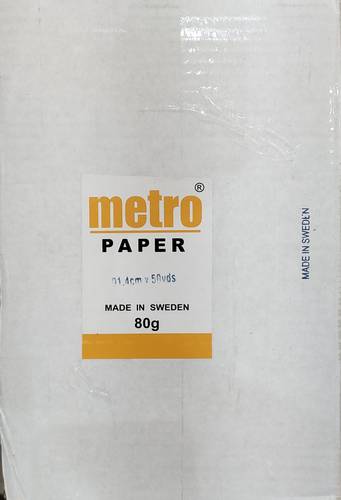 metro®
PAPER
91.4cm x 50yds
MADE IN SWEDEN
80g
MADE IN SWEDEN